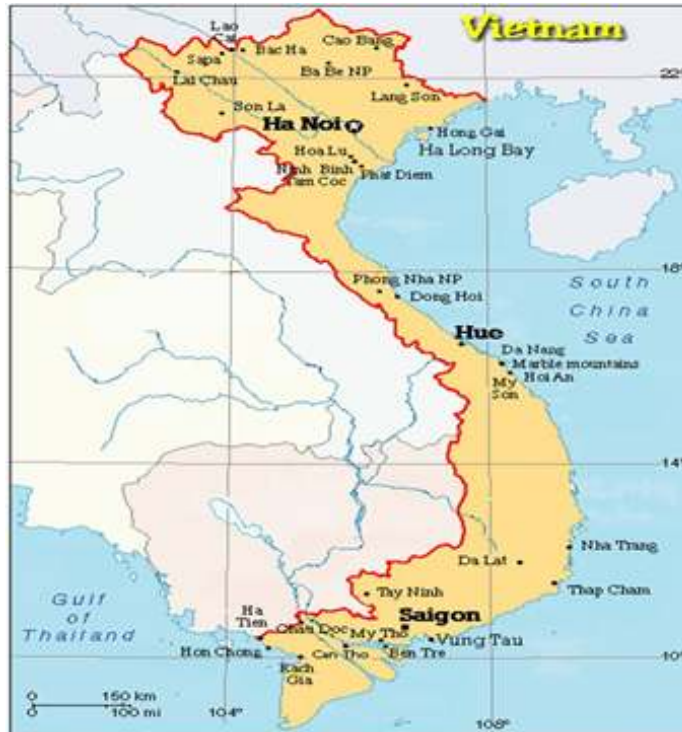 Vietnam
Lao
Cai
Bac Ha
Cao Bang
Sapa
Ba Be NP
Lai Chau
Lang Son
22°
Son La
Ha Noi
Hong Gai
Ha Long Bay
Hoa Lu
Ninh Binh
Tam Coc
Phat Diem
18°
Phong Nha NP
Dong Hoi
South
China
Sea
Hue
Da Nang
Marble mountains
Hoi An
My
Son
14°
Nha Trang
Da Lat
Thap Cham
Tay Ninh
Gulf
of
Thailand
Ha
Tien
Chau Doc
Saigon
My Tho
Vung Tau
Hon Chong
Can Tho
Ben Tre
10°
Rach
Gia
0 150 km
0 100 mi
104°
108°